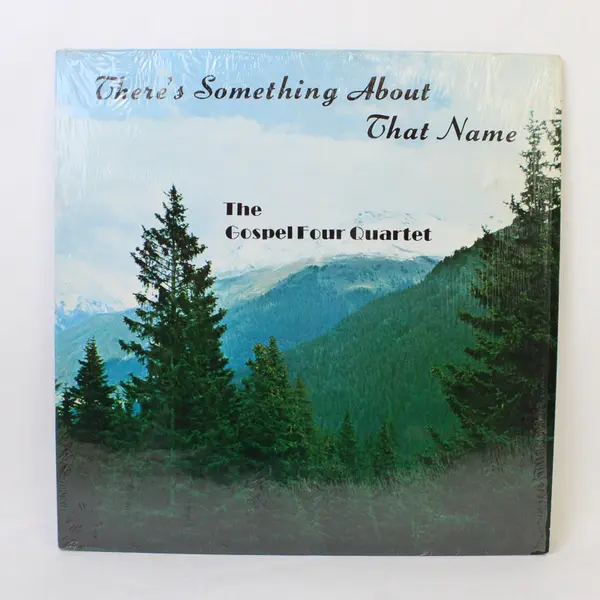 There's Something About
That Name
The
Gospel Four Quartet